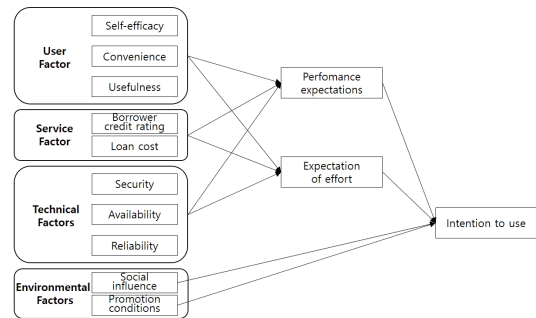 User
Factor
Self-efficacy
Convenience
Usefulness
Service
Factor
Borrower
credit rating
Loan cost
Technical
Factors
Security
Availability
Reliability
Environmental
Factors
Social
influence
Promotion
conditions
Perfomance
expectations
Expectation
of effort
Intention to use